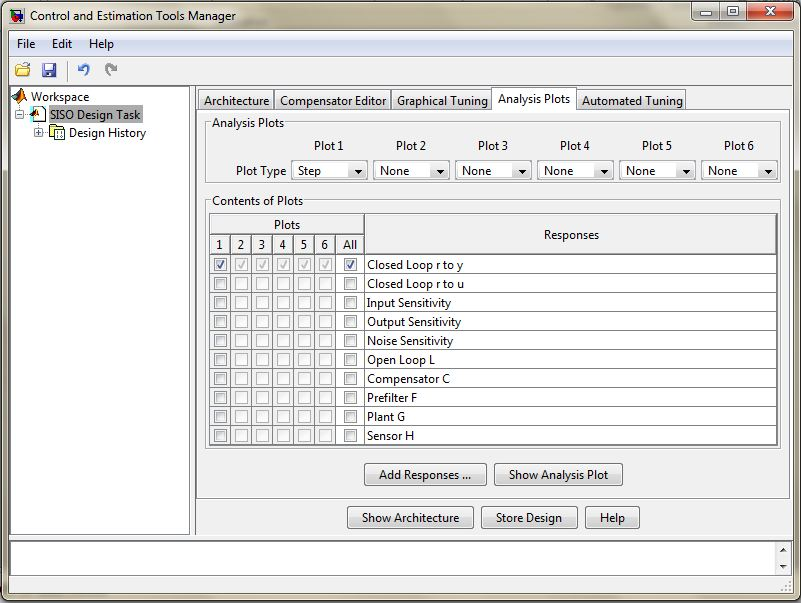 Control and Estimation Tools Manager
File Edit Help
Workspace
SISO Design Task
Design History
Architecture Compensator Editor Graphical Tuning Analysis Plots Automated Tuning
Analysis Plots
Plot 1 Plot 2 Plot 3 Plot 4 Plot 5 Plot 6
Plot Type Step None None None None None
Contents of Plots
Plots
Responses
1 2 3 4 5 6 All
Closed Loop r to y
Closed Loop r to u
Input Sensitivity
Output Sensitivity
Noise Sensitivity
Open Loop L
Compensator C
Prefilter F
Plant G
Sensor H
Add Responses ... Show Analysis Plot
Show Architecture Store Design Help